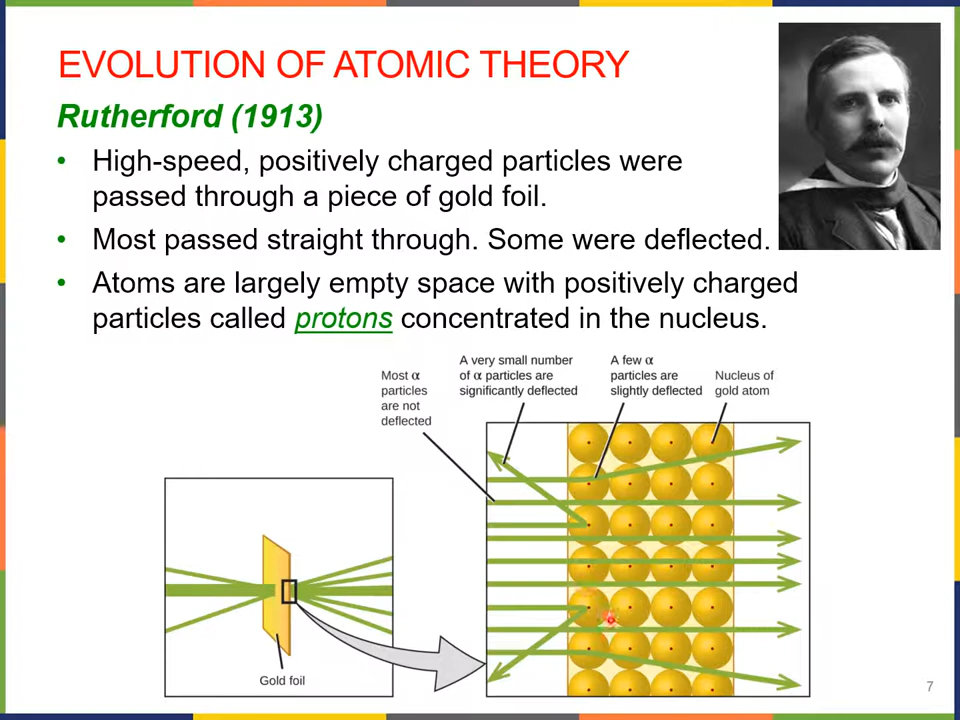 EVOLUTION OF ATOMIC THEORY
Rutherford (1913)
• High-speed, positively charged particles were
passed through a piece of gold foil.
• Most passed straight through. Some were deflected.
• Atoms are largely empty space with positively charged
particles called protons concentrated in the nucleus.
Most α
particles
are not
deflected
A very small number
of α particles are
significantly deflected
A few α
particles are
slightly deflected
Nucleus of
gold atom
Gold foil
7